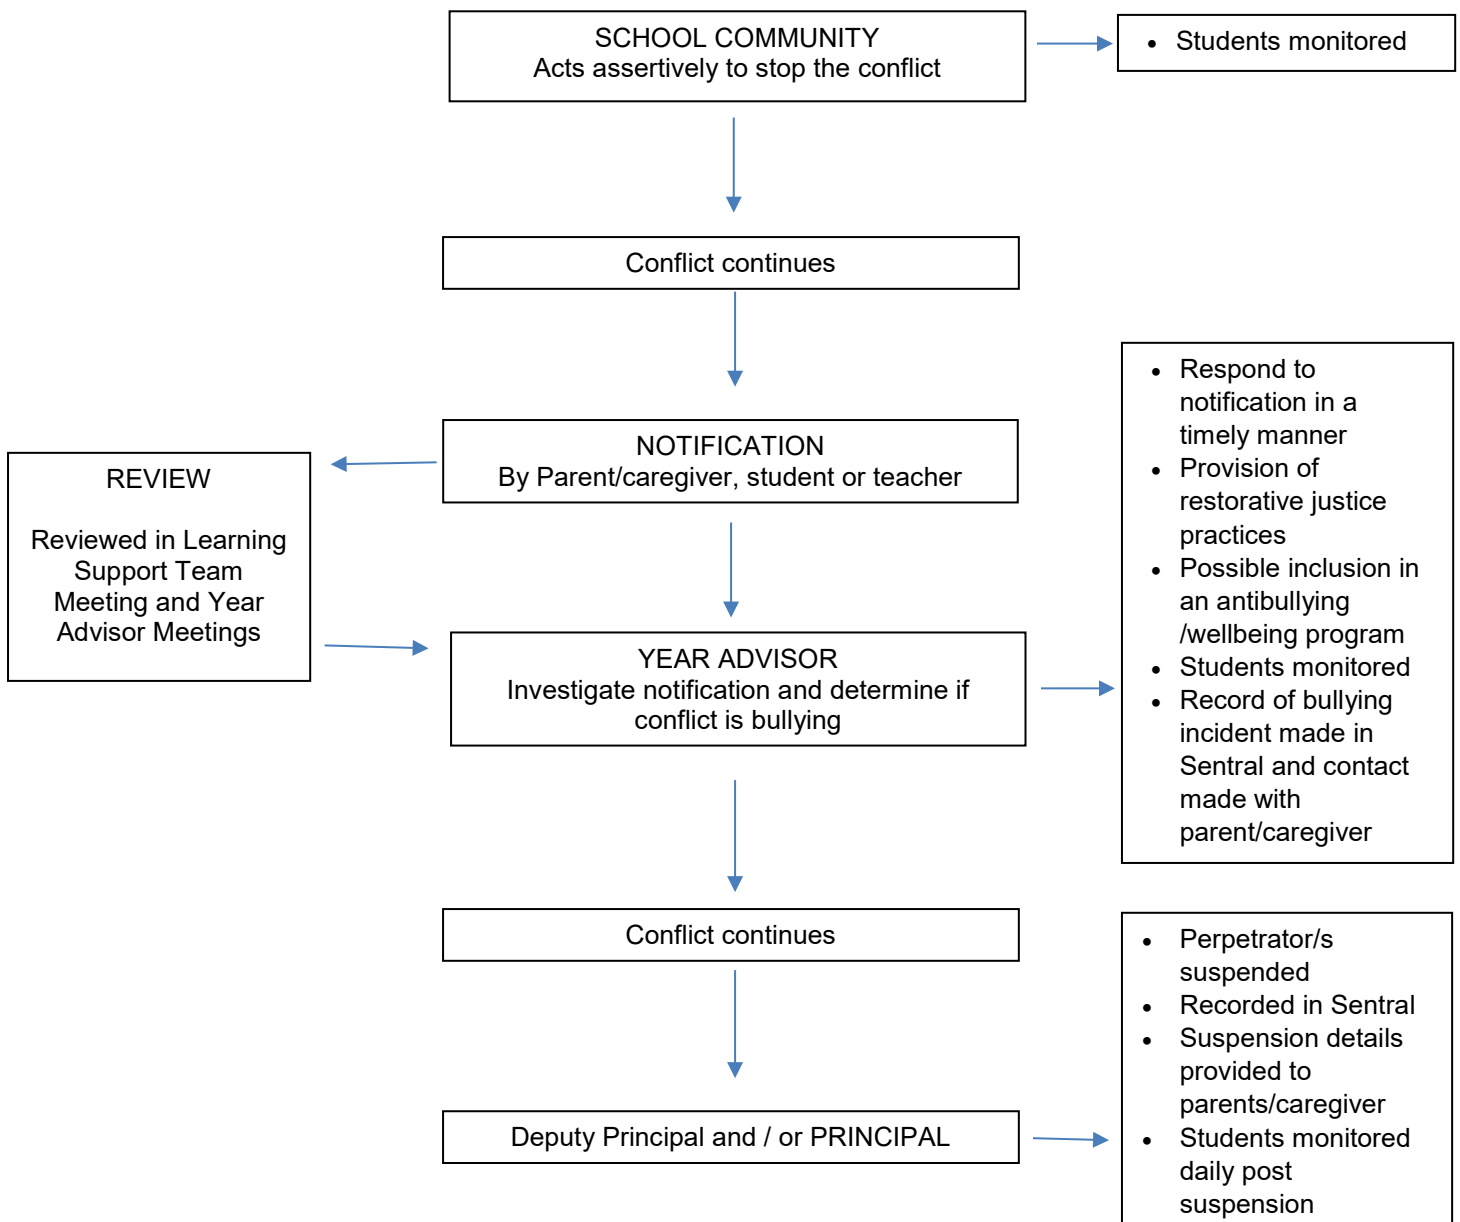 SCHOOL COMMUNITY
Acts assertively to stop the conflict
• Students monitored
Conflict continues
NOTIFICATION
By Parent/caregiver, student or teacher
REVIEW
Reviewed in Learning
Support Team
Meeting and Year
Advisor Meetings
YEAR ADVISOR
Investigate notification and determine if
conflict is bullying
• Respond to
notification in a
timely manner
• Provision of
restorative justice
practices
• Possible inclusion in
an antibullying
/wellbeing program
• Students monitored
• Record of bullying
incident made in
Sentral and contact
made with
parent/caregiver
Conflict continues
Deputy Principal and / or PRINCIPAL
• Perpetrator/s
suspended
• Recorded in Sentral
• Suspension details
provided to
parents/caregiver
• Students monitored
daily post
suspension